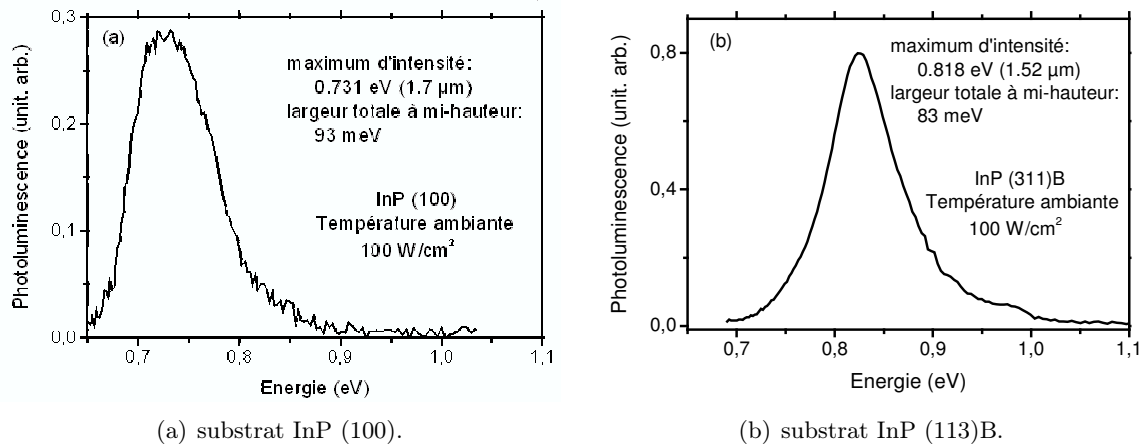 (a)
maximum d'intensité:
0.731 eV (1.7 µm)
largeur totale à mi-hauteur:
93 meV
InP (100)
Température ambiante
100 W/cm²
Photoluminescence (unit. arb.)
0,3
0,2
0,1
0,0
0,7
0,8
0,9
1,0
1,1
Energie (eV)
(a) substrat InP (100).
(b)
maximum d'intensité:
0.818 eV (1.52 µm)
largeur totale à mi-hauteur:
83 meV
InP (311)B
Température ambiante
100 W/cm²
Photoluminescence (unit. arb.)
0,8
0,4
0,0
0,7
0,8
0,9
1,0
1,1
Energie (eV)
(b) substrat InP (113)B.